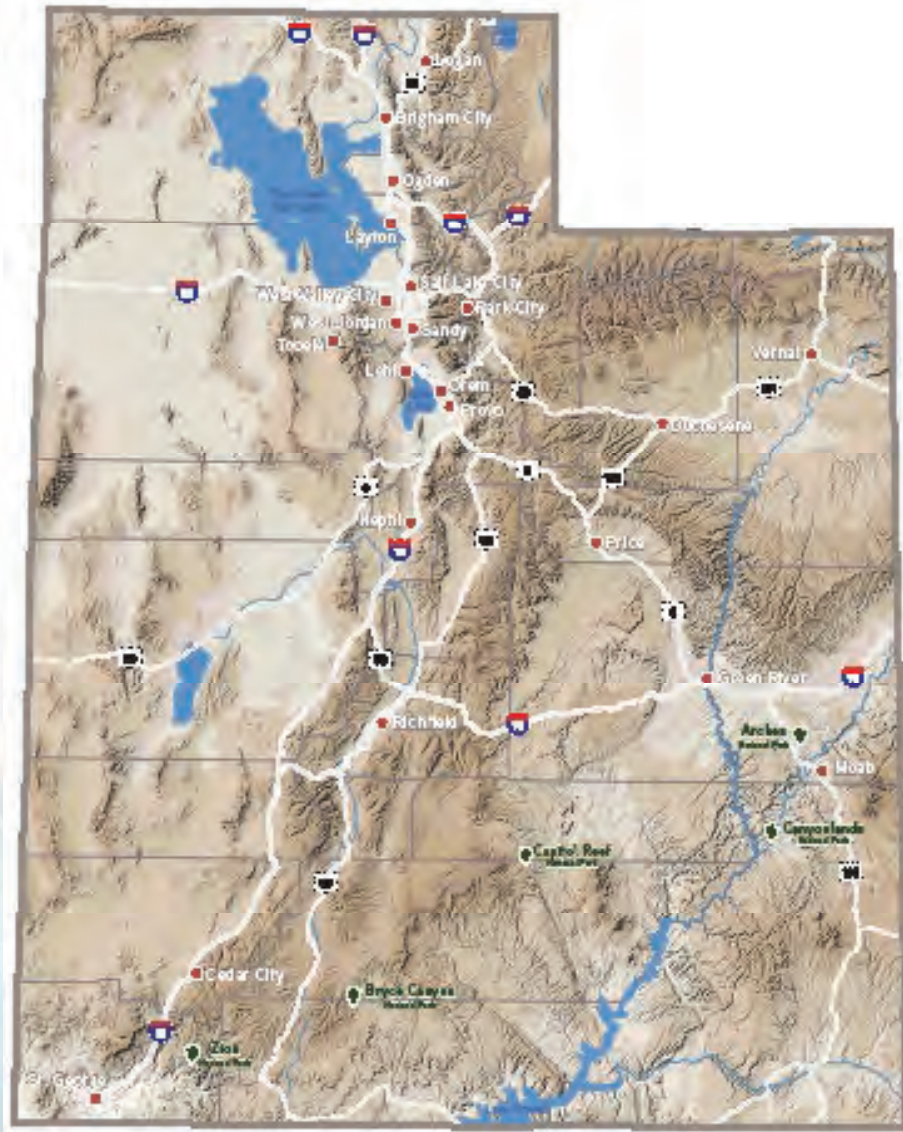 Logan
Brigham City
Ogden
Layton
Salt Lake City
West Valley City
Park City
West Jordan
Sandy
Tooele
Vernal
Lehi
Orem
Provo
Duchesene
Nephi
Price
Green River
Richfield
Arches
National Park
Moab
Canyonlands
National Park
Capitol Reef
National Park
Cedar City
Bryce Canyon
National Park
Zion
National Park
St. George